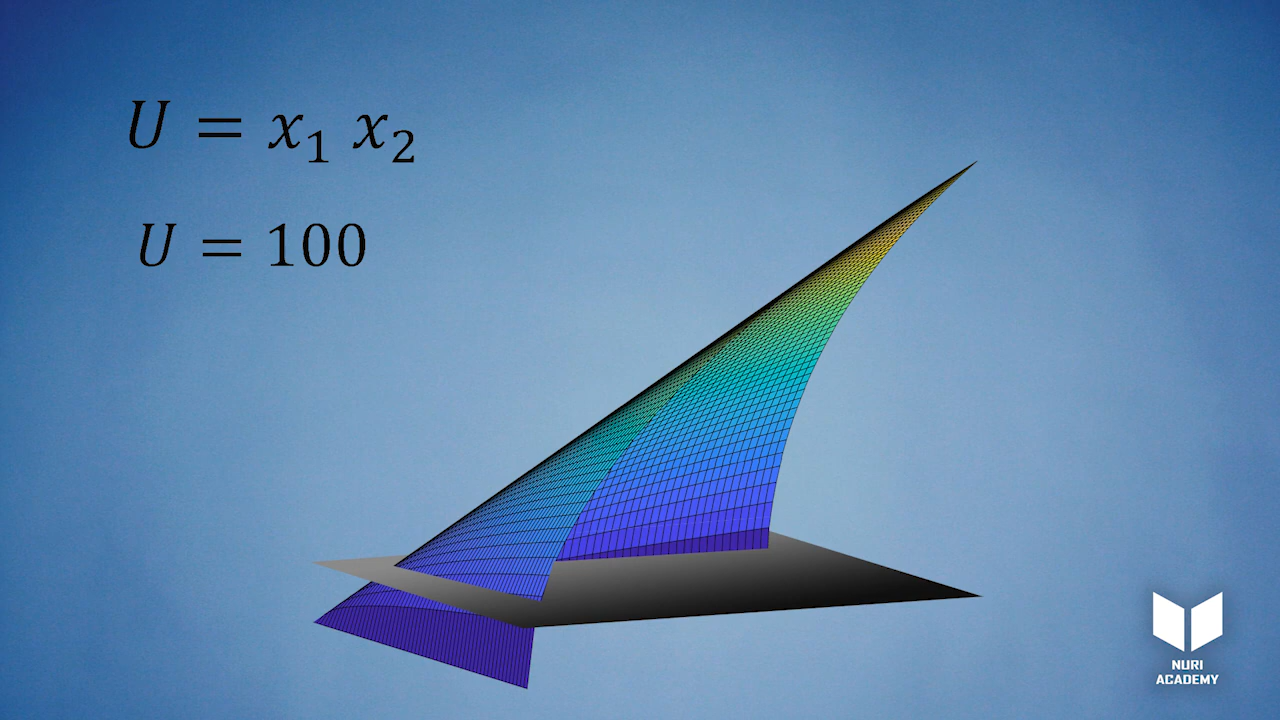 U = x₁ x₂
U = 100
NURI
ACADEMY